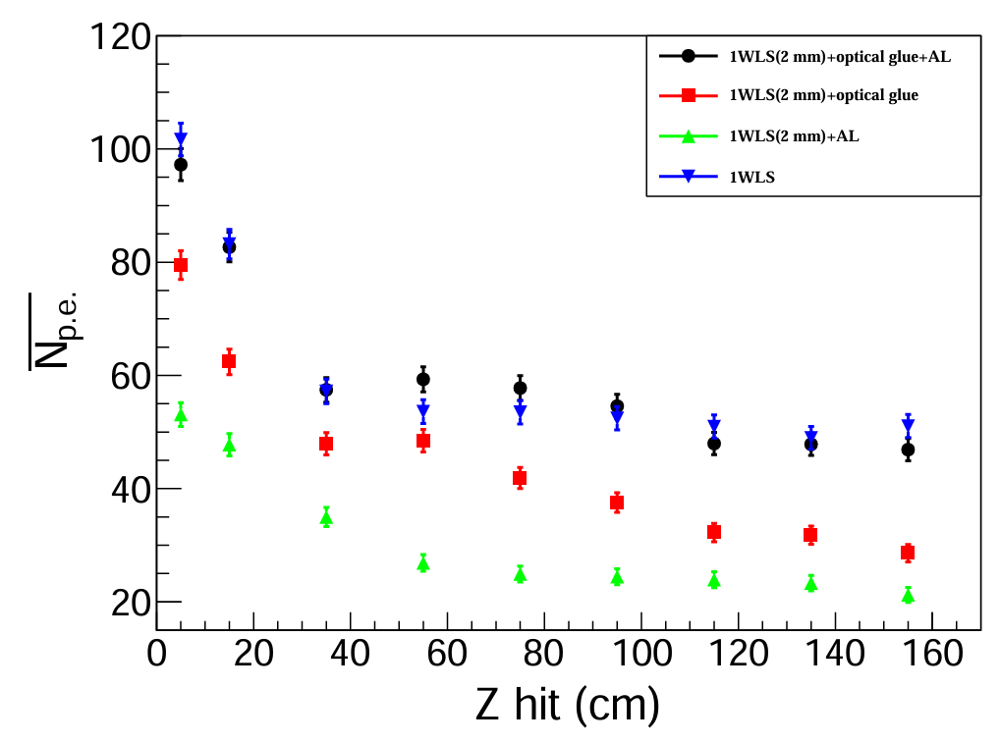 120
100
80
60
40
20
0 20 40 60 80 100 120 140 160
Z hit (cm)
N̅p.e.
1WLS(2 mm)+optical glue+AL
1WLS(2 mm)+optical glue
1WLS(2 mm)+AL
1WLS